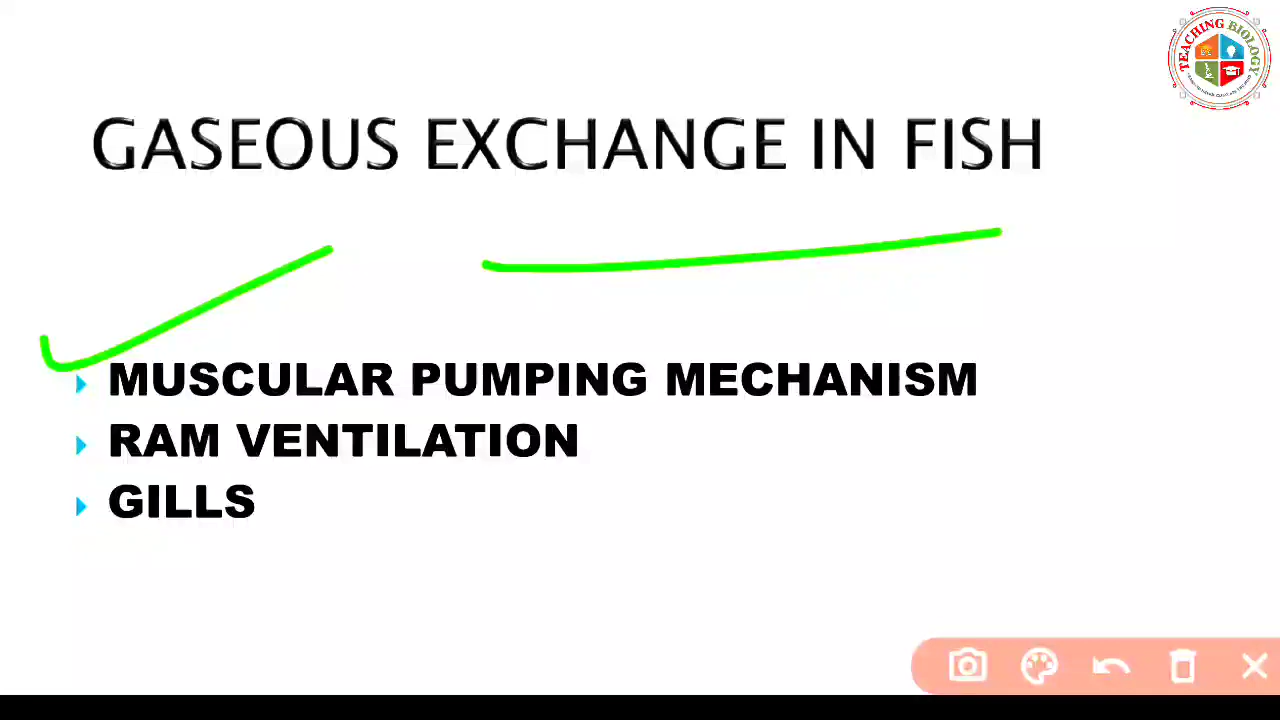 TEACHING BIOLOGY
GASEOUS EXCHANGE IN FISH
MUSCULAR PUMPING MECHANISM
RAM VENTILATION
GILLS